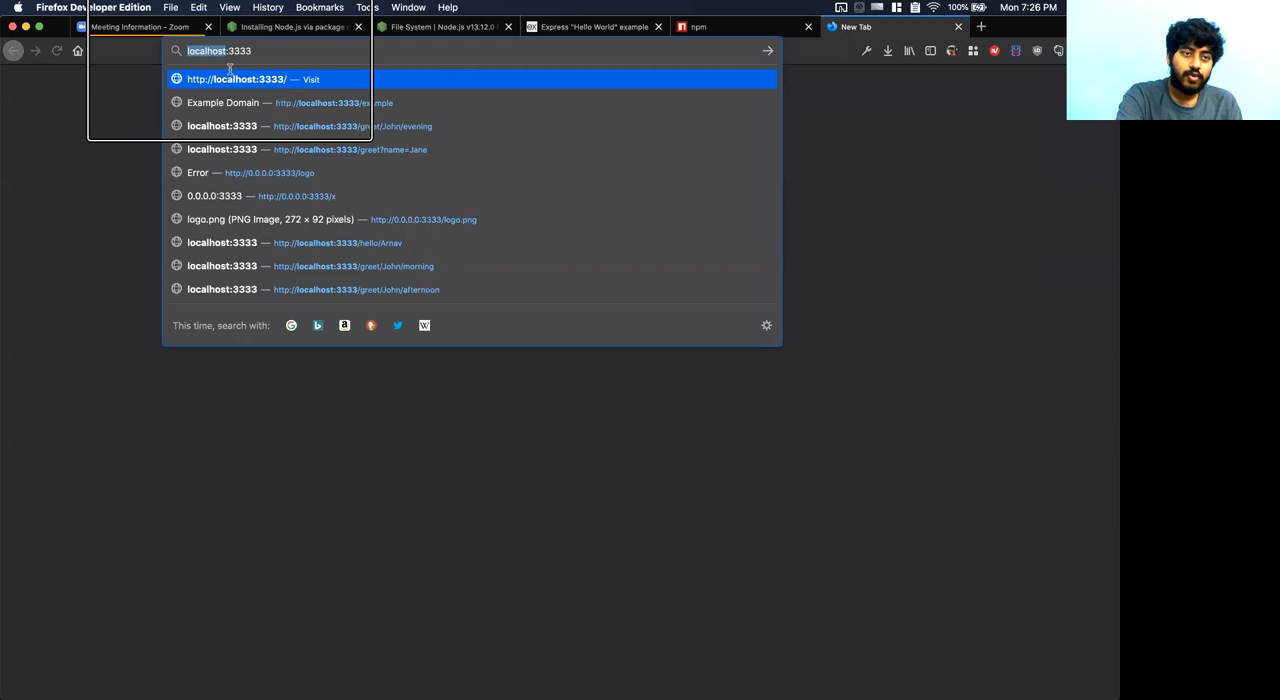 Firefox Developer Edition File Edit View History Bookmarks Tools Window Help 100% Mon 7:26 PM
Meeting Information - Zoom Installing Node.js via package File System | Node.js v13.12.0 Express "Hello World" example npm New Tab
localhost:3333
http://localhost:3333/ — Visit
Example Domain — http://localhost:3333/example
localhost:3333 — http://localhost:3333/greet/John/evening
localhost:3333 — http://localhost:3333/greet?name=Jane
Error — http://0.0.0.0:3333/logo
0.0.0.0:3333 — http://0.0.0.0:3333/x
logo.png (PNG Image, 272 × 92 pixels) — http://0.0.0.0:3333/logo.png
localhost:3333 — http://localhost:3333/hello/Arnav
localhost:3333 — http://localhost:3333/greet/John/morning
localhost:3333 — http://localhost:3333/greet/John/afternoon
This time, search with: G b a W